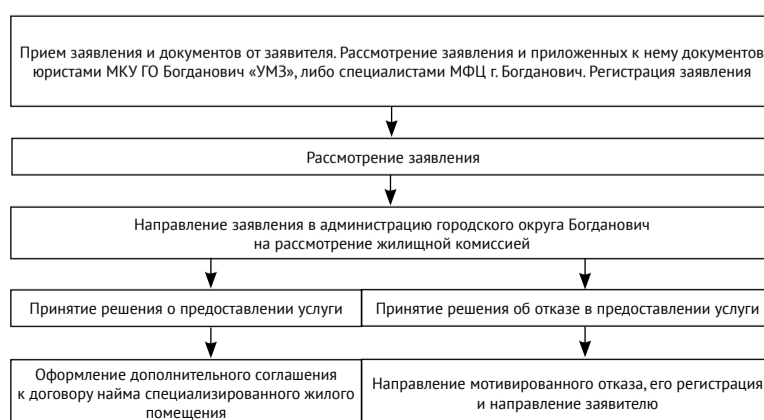 Прием заявления и документов от заявителя. Рассмотрение заявления и приложенных к нему документов
юристами МКУ ГО Богданович «УМЗ», либо специалистами МФЦ г. Богданович. Регистрация заявления
Рассмотрение заявления
Направление заявления в администрацию городского округа Богданович
на рассмотрение жилищной комиссией
Принятие решения о предоставлении услуги
Принятие решения об отказе в предоставлении услуги
Оформление дополнительного соглашения
к договору найма специализированного жилого
помещения
Направление мотивированного отказа, его регистрация
и направление заявителю